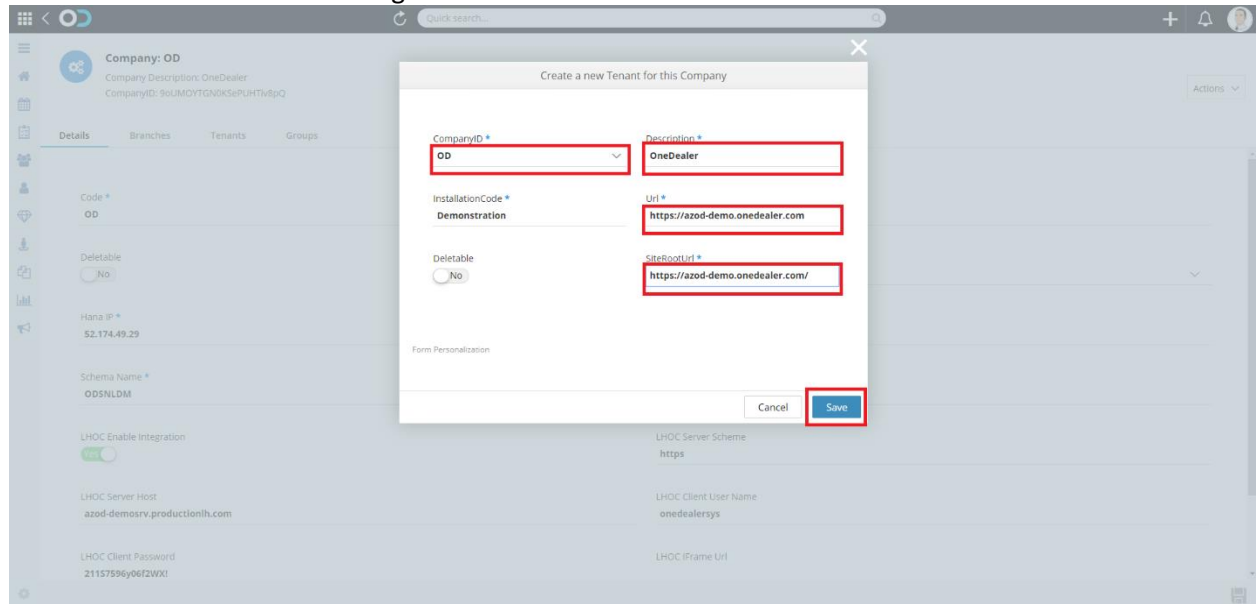 Quick search...
Company: OD
Company Description: OneDealer
Create a new Tenant for this Company
Actions
Details Branches Tenants Groups
CompanyID * Description *
OD OneDealer
InstallationCode * Url *
Demonstration https://azod-demo.onedealer.com
Deletable SiteRootUrl *
No https://azod-demo.onedealer.com/
Form Personalization
Cancel Save
Code *
OD
Deletable
No
Hana IP *
52.174.49.29
Schema Name *
ODSNLDM
LHOC Enable Integration LHOC Server Scheme
Yes https
LHOC Server Host LHOC Client User Name
azod-demosrv.productionlh.com onedealersys
LHOC Client Password LHOC IFrame Url